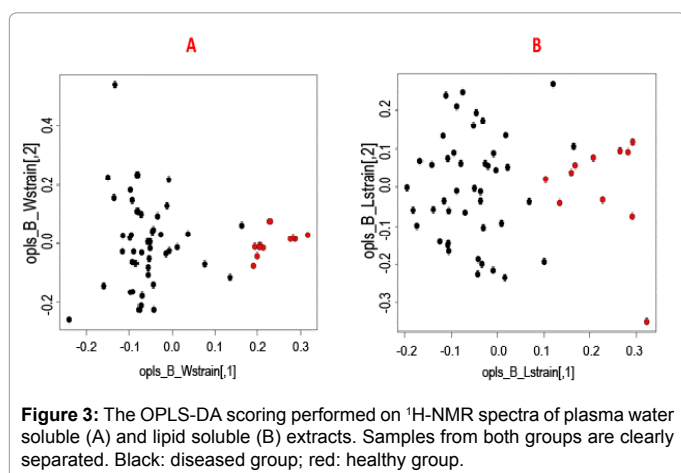 A
B
0.4
0.2
0.0
-0.2
opls_B_Wstrain[,2]
-0.2 -0.1 0.0 0.1 0.2 0.3
opls_B_Wstrain[,1]
0.2
0.1
0.0
-0.1
-0.3
opls_B_Lstrain[,2]
-0.2 -0.1 0.0 0.1 0.2 0.3
opls_B_Lstrain[,1]
Figure 3: The OPLS-DA scoring performed on ¹H-NMR spectra of plasma water
soluble (A) and lipid soluble (B) extracts. Samples from both groups are clearly
separated. Black: diseased group; red: healthy group.